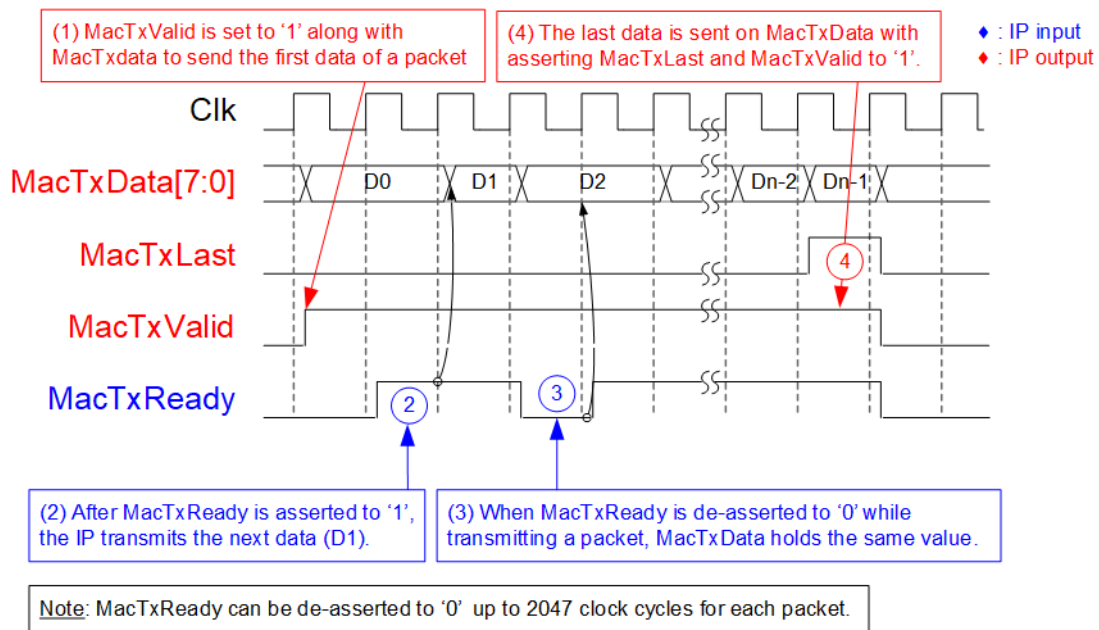 (1) MacTxValid is set to ‘1’ along with
MacTxdata to send the first data of a packet
(4) The last data is sent on MacTxData with
asserting MacTxLast and MacTxValid to ‘1’.
♦ : IP input
♦ : IP output
Clk
MacTxData[7:0]
D0
D1
D2
Dn-2
Dn-1
MacTxLast
4
MacTxValid
MacTxReady
2
3
(2) After MacTxReady is asserted to ‘1’,
the IP transmits the next data (D1).
(3) When MacTxReady is de-asserted to ‘0’ while
transmitting a packet, MacTxData holds the same value.
Note: MacTxReady can be de-asserted to ‘0’ up to 2047 clock cycles for each packet.